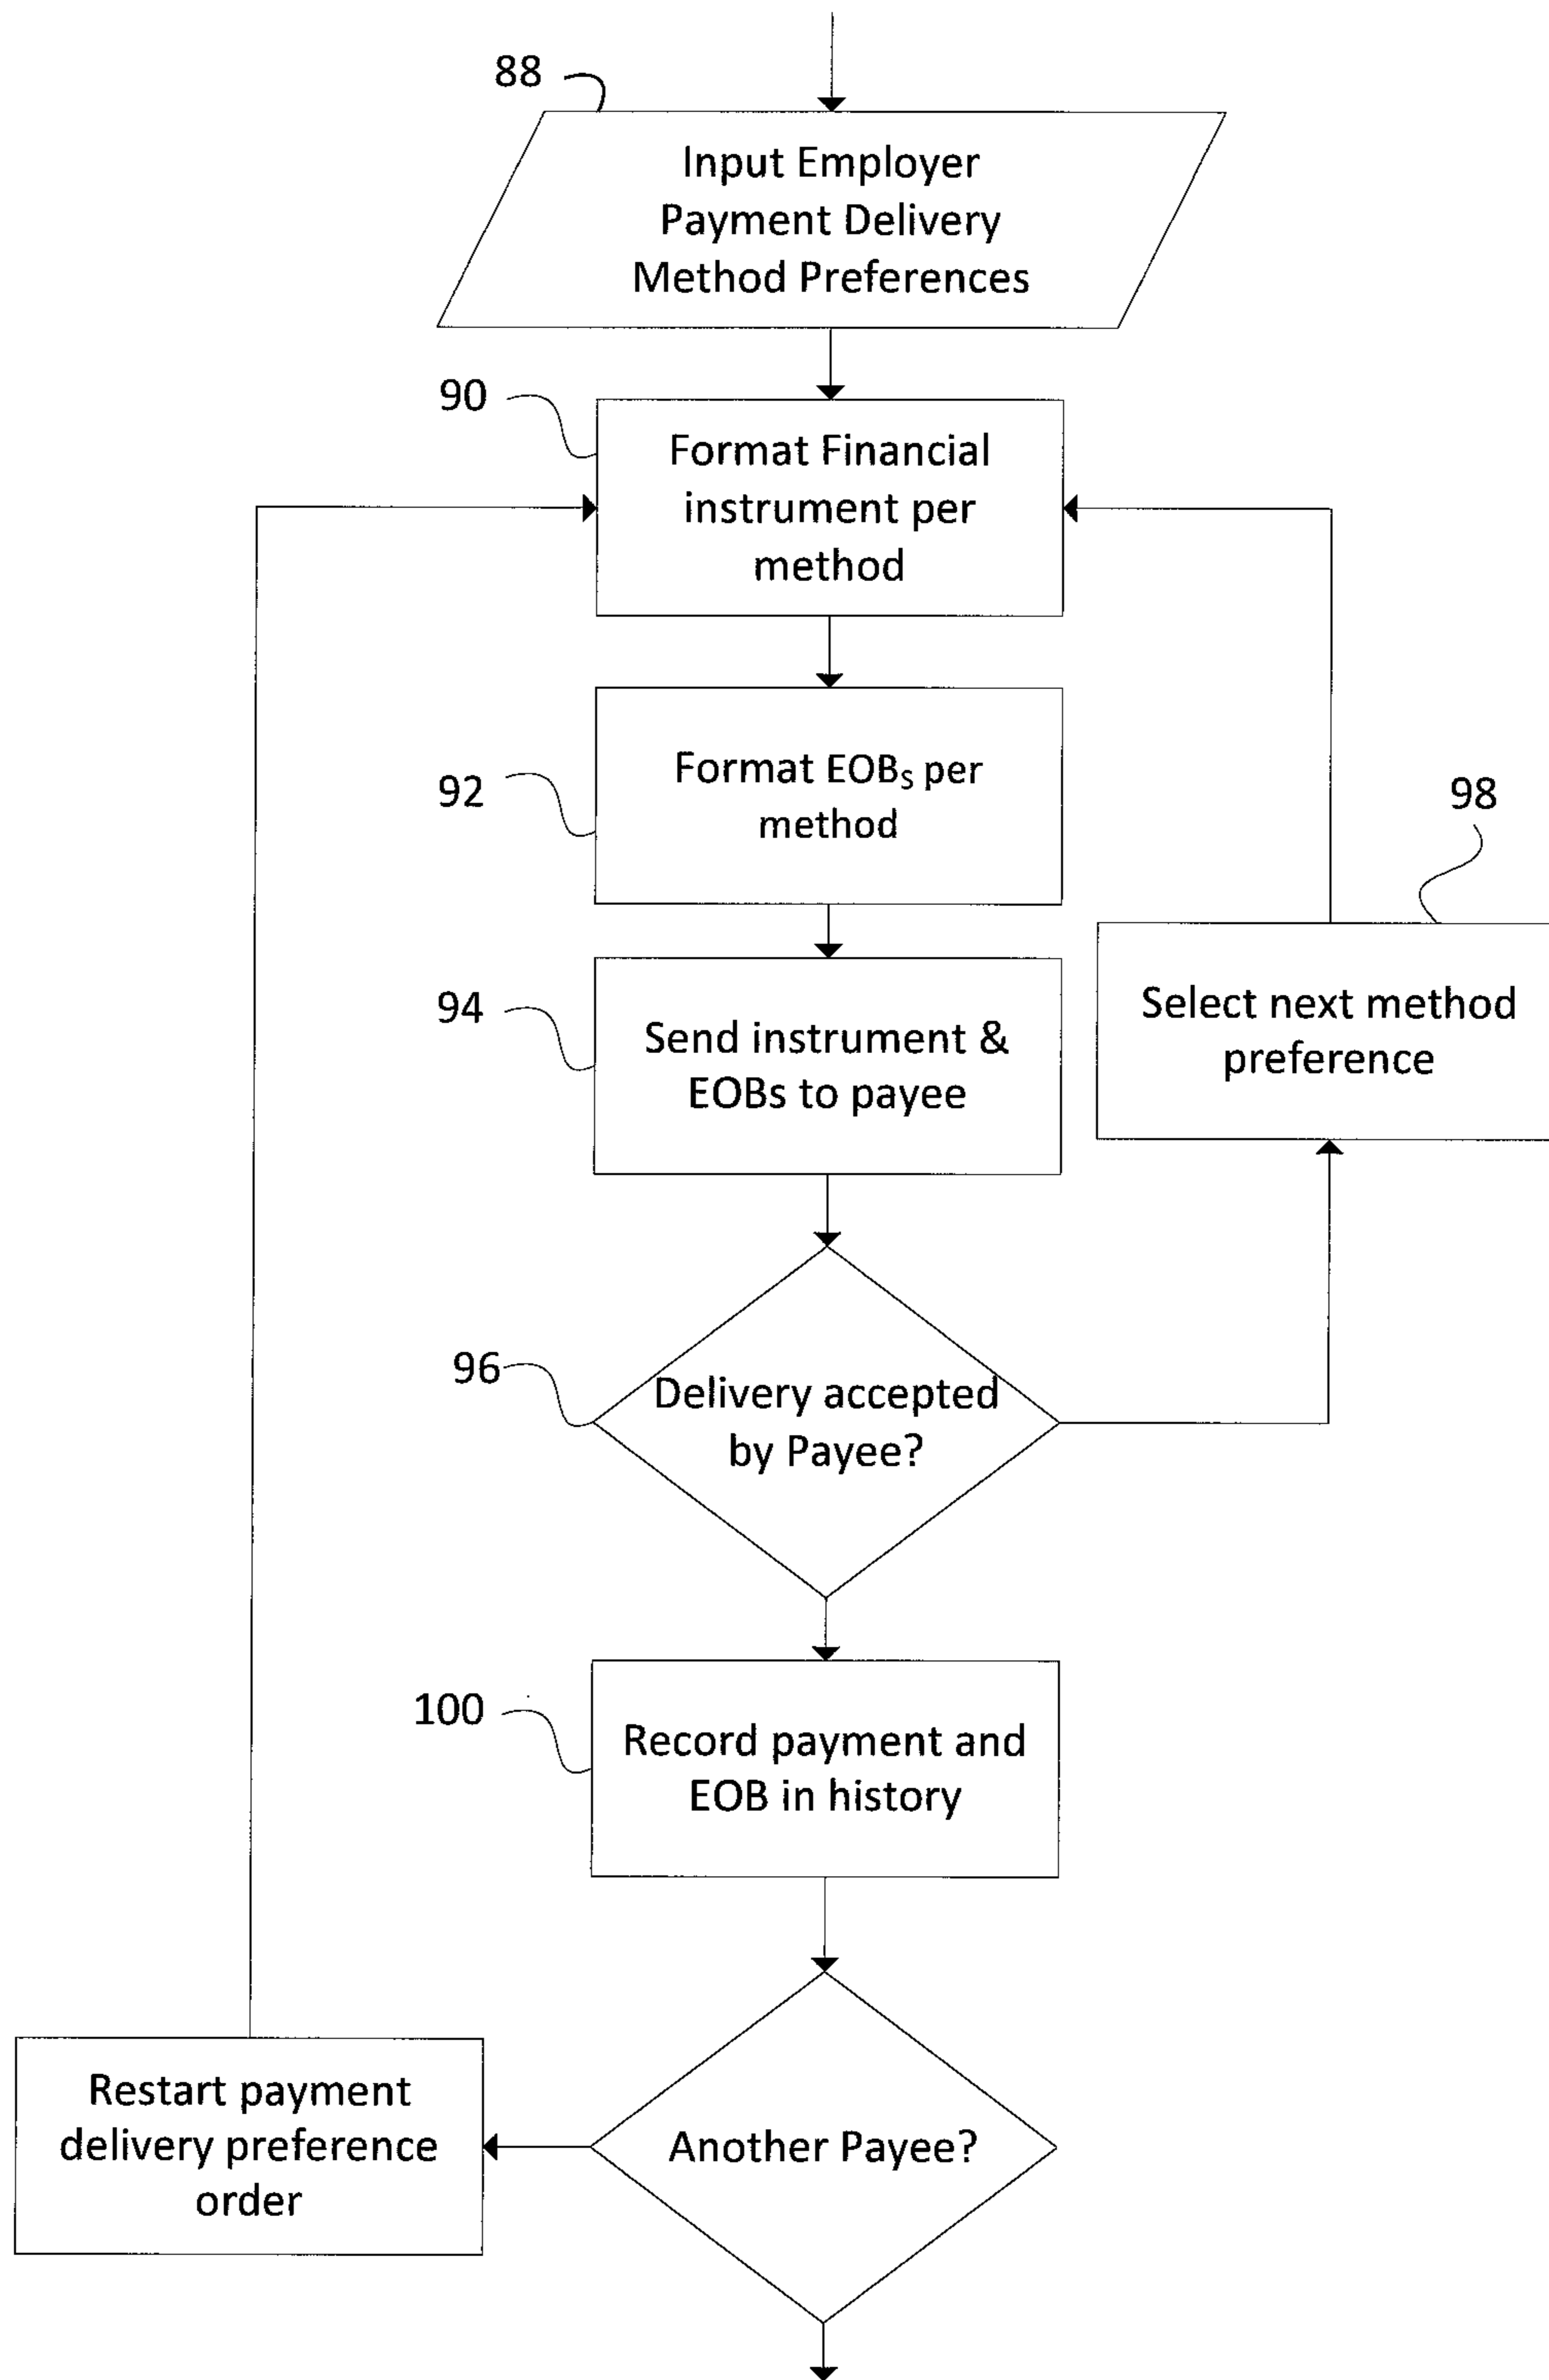 88
Input Employer
Payment Delivery
Method Preferences
90
Format Financial
instrument per
method
92
Format EOBs per
method
98
94
Send instrument &
EOBs to payee
Select next method
preference
96
Delivery accepted
by Payee?
100
Record payment and
EOB in history
Restart payment
delivery preference
order
Another Payee?